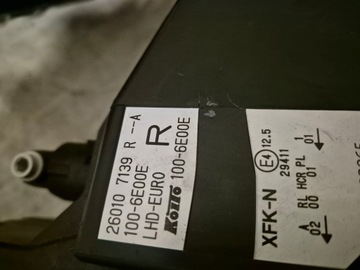 26010 7139 R --A
100-6E00E
LHD-EURO
KOITO 100-6E00E
R
XFK-N
E4 12.5
29411
BL HCR PL 1
00 01 01
A
02